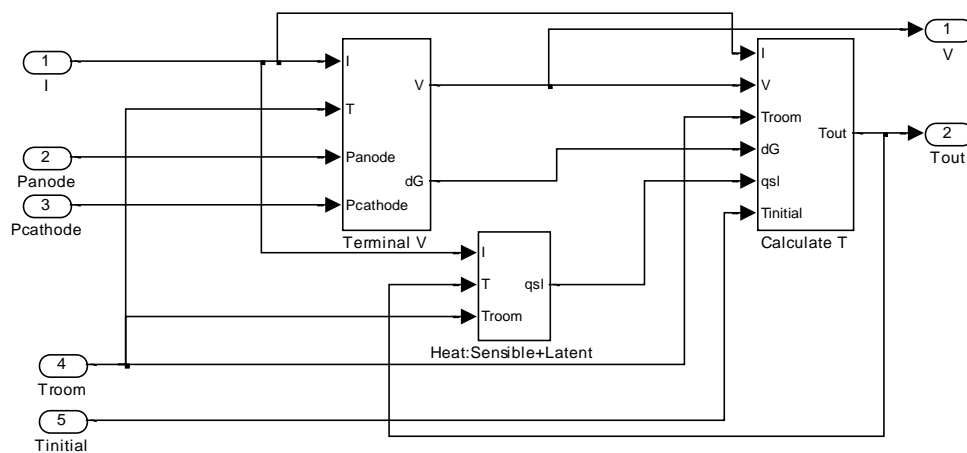 1
I
2
Panode
3
Pcathode
4
Troom
5
Tinitial
I
T
Panode
Pcathode
V
dG
Terminal V
I
T
Troom
qsl
Heat:Sensible+Latent
I
V
Troom
dG
qsl
Tinitial
Tout
Calculate T
1
V
2
Tout